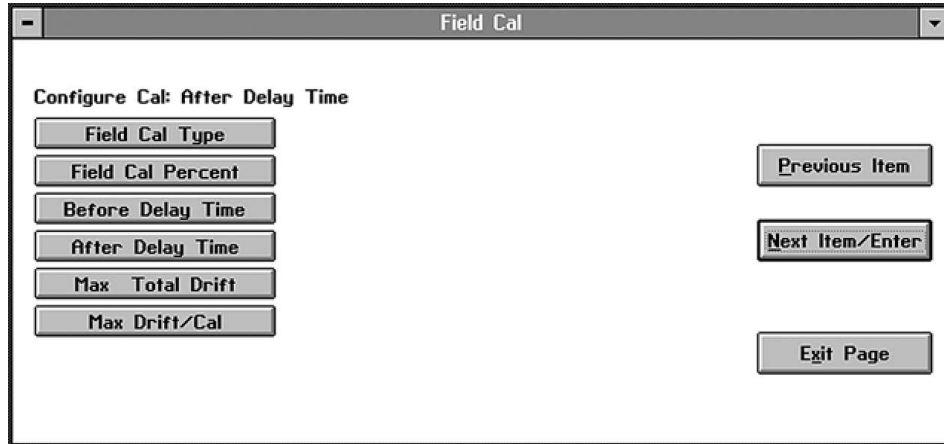 Field Cal
Configure Cal: After Delay Time
Field Cal Type
Field Cal Percent
Before Delay Time
After Delay Time
Max Total Drift
Max Drift/Cal
Previous Item
Next Item/Enter
Exit Page